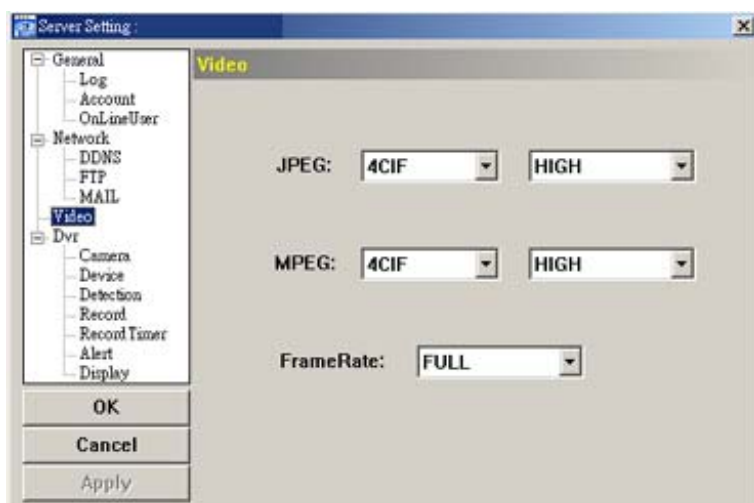 Server Setting :
General
Log
Account
OnLineUser
Network
DDNS
FTP
MAIL
Video
Dvr
Camera
Device
Detection
Record
Record Timer
Alert
Display
OK
Cancel
Apply
Video
JPEG: 4CIF HIGH
MPEG: 4CIF HIGH
FrameRate: FULL